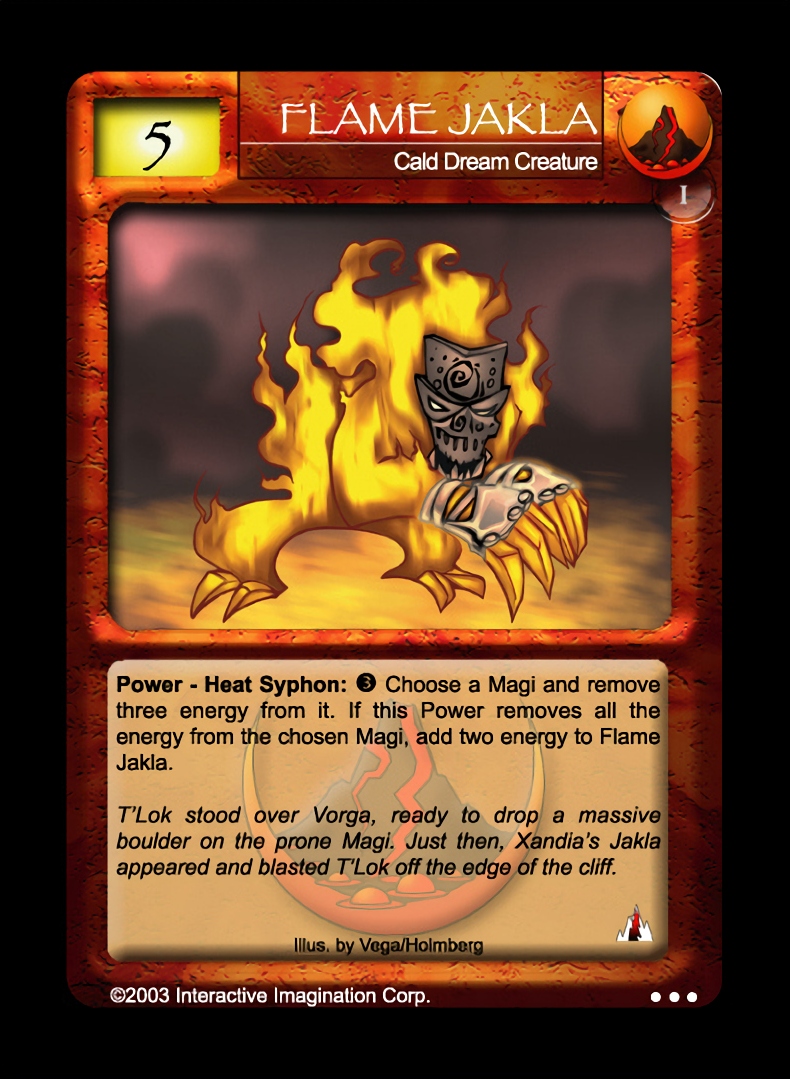 5
FLAME JAKLA
Cald Dream Creature
I
Power - Heat Syphon: ❸ Choose a Magi and remove
three energy from it. If this Power removes all the
energy from the chosen Magi, add two energy to Flame
Jakla.
T'Lok stood over Vorga, ready to drop a massive
boulder on the prone Magi. Just then, Xandia's Jakla
appeared and blasted T'Lok off the edge of the cliff.
Illus. by Vega/Holmberg
©2003 Interactive Imagination Corp.